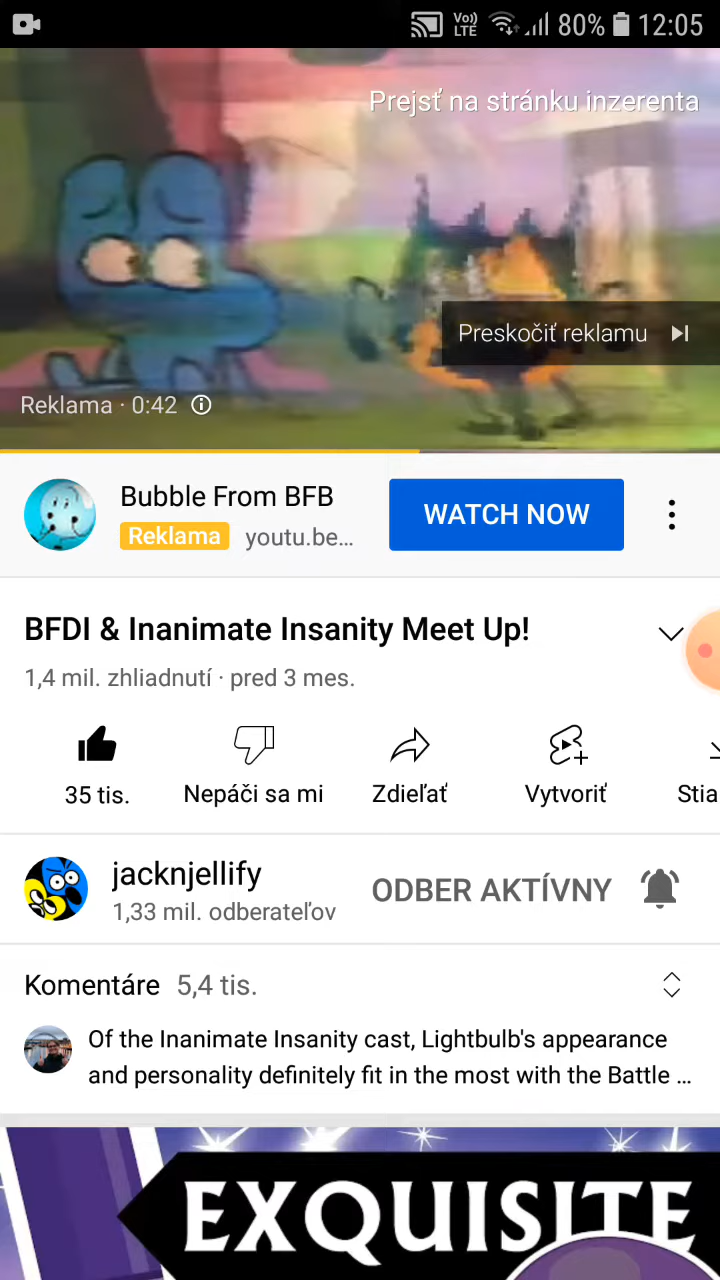 Vo))
LTE
80%
12:05
Prejsť na stránku inzerenta
Preskočiť reklamu
Reklama · 0:42
Bubble From BFB
Reklama youtu.be...
WATCH NOW
BFDI & Inanimate Insanity Meet Up!
1,4 mil. zhliadnutí · pred 3 mes.
35 tis.
Nepáči sa mi
Zdieľať
Vytvoriť
Stia
jacknjellify
1,33 mil. odberateľov
ODBER AKTÍVNY
Komentáre 5,4 tis.
Of the Inanimate Insanity cast, Lightbulb's appearance
and personality definitely fit in the most with the Battle ...
EXQUISITE